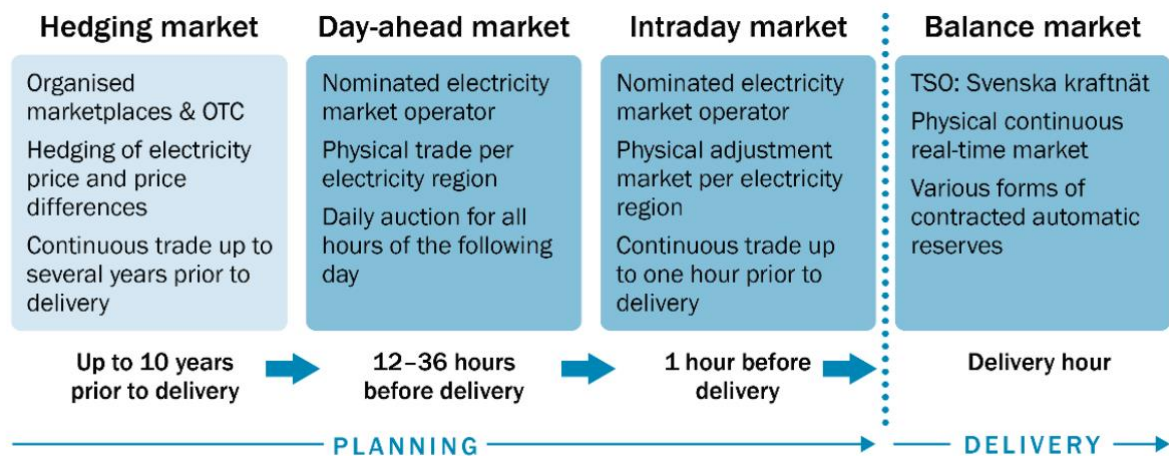 Hedging market
Organised
marketplaces & OTC
Hedging of electricity
price and price
differences
Continuous trade up to
several years prior to
delivery
Up to 10 years
prior to delivery
Day-ahead market
Nominated electricity
market operator
Physical trade per
electricity region
Daily auction for all
hours of the following
day
12–36 hours
before delivery
Intraday market
Nominated electricity
market operator
Physical adjustment
market per electricity
region
Continuous trade up
to one hour prior to
delivery
1 hour before
delivery
Balance market
TSO: Svenska kraftnät
Physical continuous
real-time market
Various forms of
contracted automatic
reserves
Delivery hour
PLANNING
DELIVERY